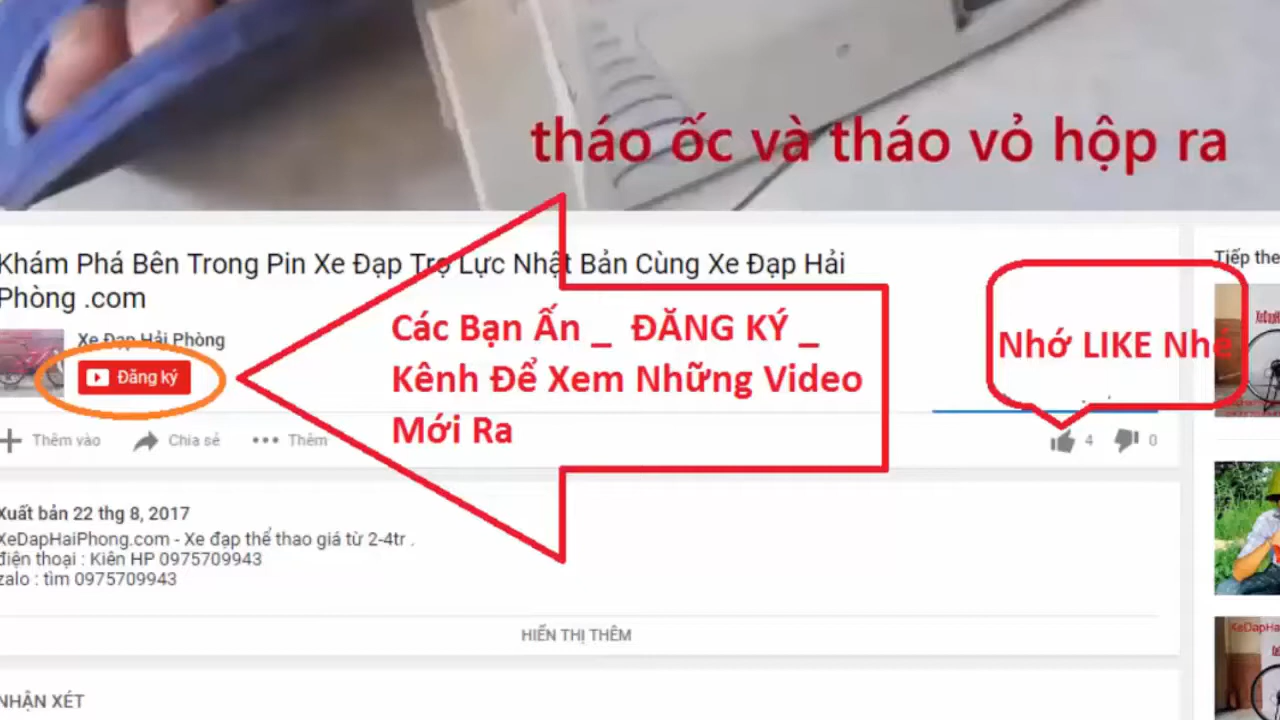 tháo ốc và tháo vỏ hộp ra
Khám Phá Bên Trong Pin Xe Đạp Trợ Lực Nhật Bản Cùng Xe Đạp Hải
Phòng .com
Xe Đạp Hải Phòng
Đăng ký
Các Bạn Ấn _ ĐĂNG KÝ _
Kênh Để Xem Những Video
Mới Ra
Nhớ LIKE Nhé
Tiếp the
Thêm vào
Chia sẻ
Thêm
4
0
Xuất bản 22 thg 8, 2017
XeDapHaiPhong.com - Xe đạp thể thao giá từ 2-4tr .
điện thoại : Kiên HP 0975709943
zalo : tìm 0975709943
HIỂN THỊ THÊM
NHẬN XÉT
XeDapHa